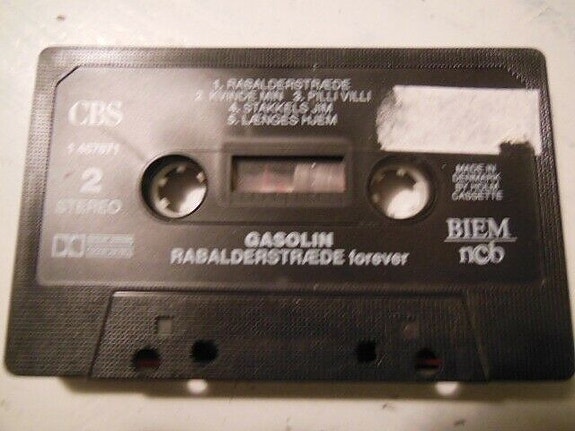 1. RABALDERSTRÆDE
2. KVINDE MIN 3. PILLI VILLI
4. STAKKELS JIM
5. LÆNGES HJEM
CBS
2
STEREO
MADE IN
DENMARK
BY HOLM
CASSETTE
GASOLIN
RABALDERSTRÆDE forever
BIEM
ncb